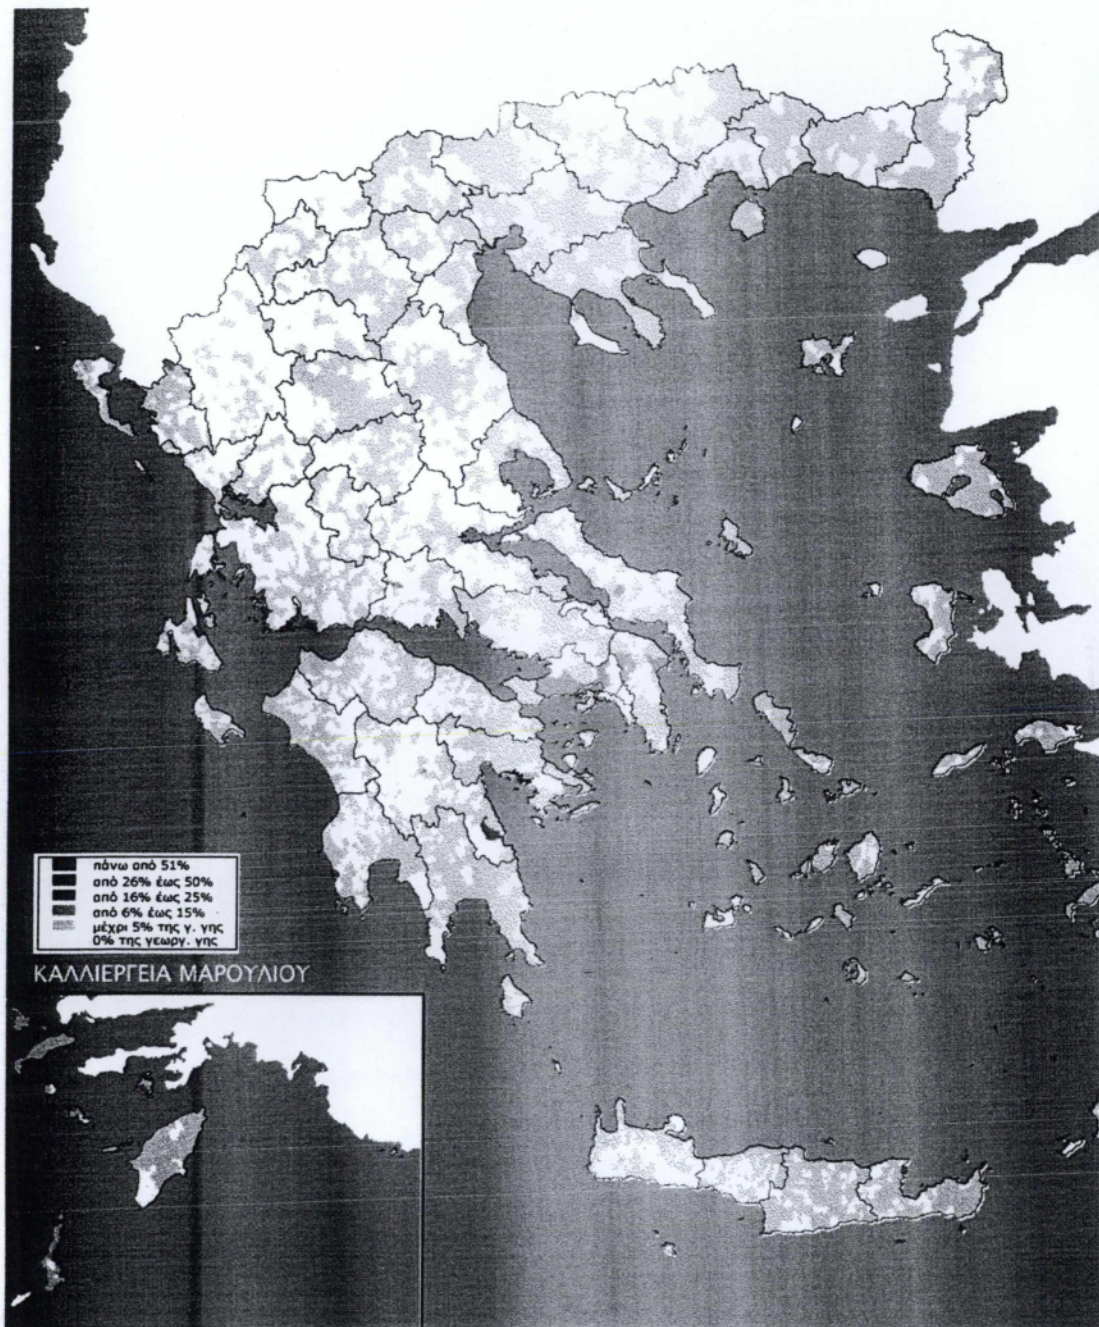 πάνω από 51%
από 26% έως 50%
από 16% έως 25%
από 6% έως 15%
μέχρι 5% της γ. γης
0% της γεωργ. γης
ΚΑΛΛΙΕΡΓΕΙΑ ΜΑΡΟΥΛΙΟΥ